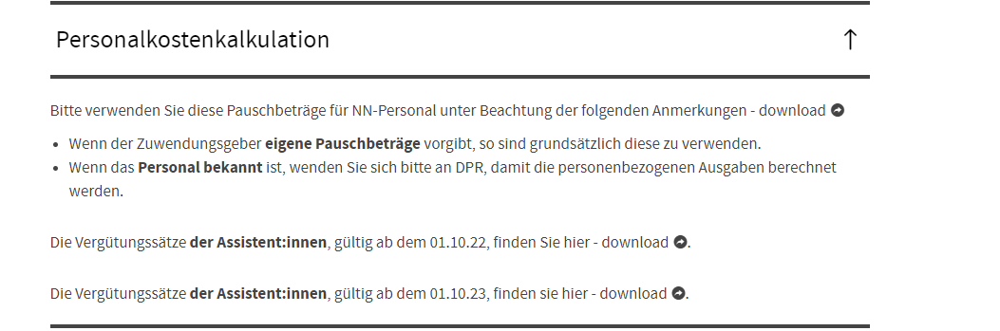 Personalkostenkalkulation
Bitte verwenden Sie diese Pauschbeträge für NN-Personal unter Beachtung der folgenden Anmerkungen - download
• Wenn der Zuwendungsgeber eigene Pauschbeträge vorgibt, so sind grundsätzlich diese zu verwenden.
• Wenn das Personal bekannt ist, wenden Sie sich bitte an DPR, damit die personenbezogenen Ausgaben berechnet
werden.
Die Vergütungssätze der Assistent:innen, gültig ab dem 01.10.22, finden Sie hier - download .
Die Vergütungssätze der Assistent:innen, gültig ab dem 01.10.23, finden sie hier - download .